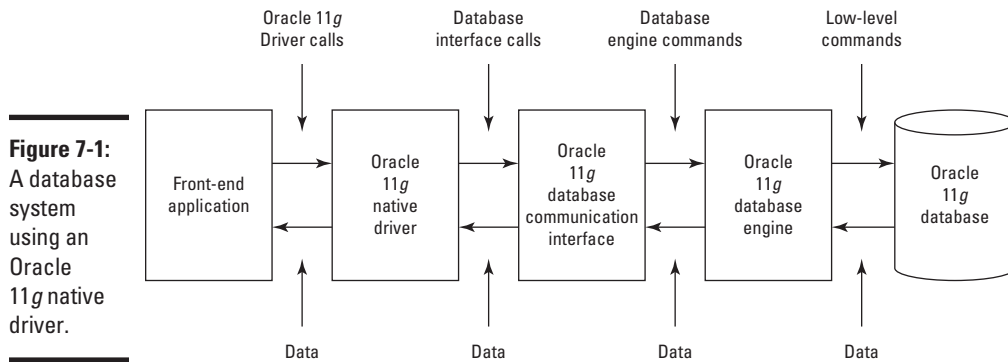 Oracle 11g
Driver calls
Database
interface calls
Database
engine commands
Low-level
commands
Figure 7-1:
A database
system
using an
Oracle
11g native
driver.
Front-end
application
Oracle
11g
native
driver
Oracle
11g
database
communication
interface
Oracle
11g
database
engine
Oracle
11g
database
Data
Data
Data
Data